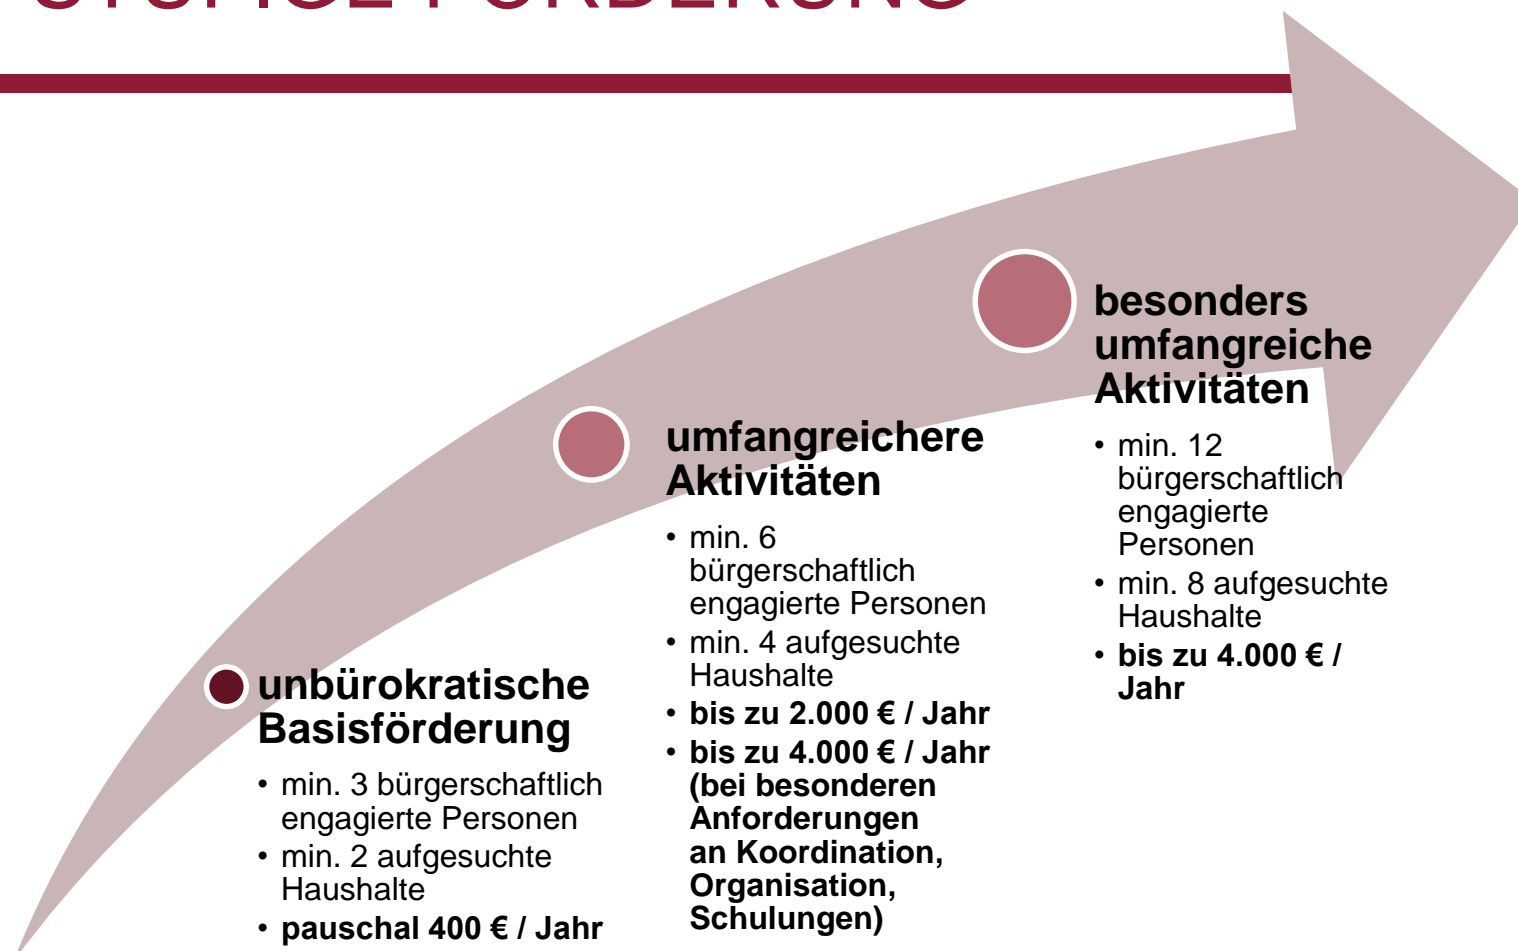 FÖRDERUNG
unbürokratische
Basisförderung
• min. 3 bürgerschaftlich
engagierte Personen
• min. 2 aufgesuchte
Haushalte
• pauschal 400 € / Jahr
umfangreichere
Aktivitäten
• min. 6
bürgerschaftlich
engagierte Personen
• min. 4 aufgesuchte
Haushalte
• bis zu 2.000 € / Jahr
• bis zu 4.000 € / Jahr
(bei besonderen
Anforderungen
an Koordination,
Organisation,
Schulungen)
besonders
umfangreiche
Aktivitäten
• min. 12
bürgerschaftlich
engagierte
Personen
• min. 8 aufgesuchte
Haushalte
• bis zu 4.000 € /
Jahr